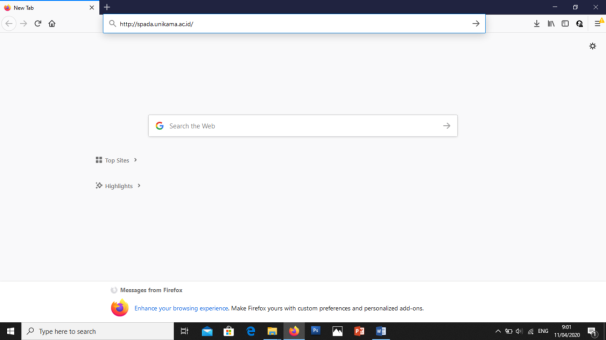 New Tab
http://spada.unikama.ac.id/
Search the Web
Top Sites
Highlights
Messages from Firefox
Enhance your browsing experience. Make Firefox yours with custom preferences and personalized add-ons.
Type here to search
ENG
9:01
11/04/2020